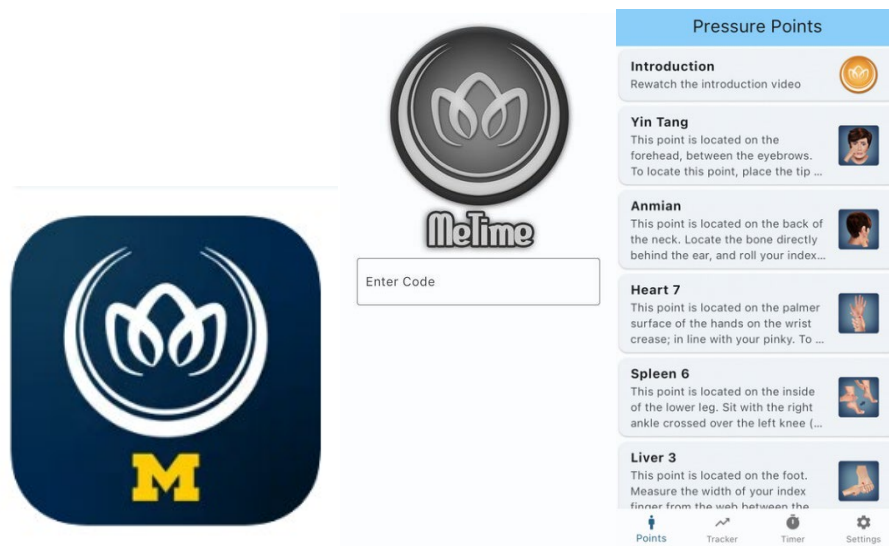 M
MeTime
Enter Code
Pressure Points
Introduction
Rewatch the introduction video
Yin Tang
This point is located on the
forehead, between the eyebrows.
To locate this point, place the tip ...
Anmian
This point is located on the back of
the neck. Locate the bone directly
behind the ear, and roll your index...
Heart 7
This point is located on the palmer
surface of the hands on the wrist
crease; in line with your pinky. To ...
Spleen 6
This point is located on the inside
of the lower leg. Sit with the right
ankle crossed over the left knee (...
Liver 3
This point is located on the foot.
Measure the width of your index
finger from the web between the
Points
Tracker
Timer
Settings